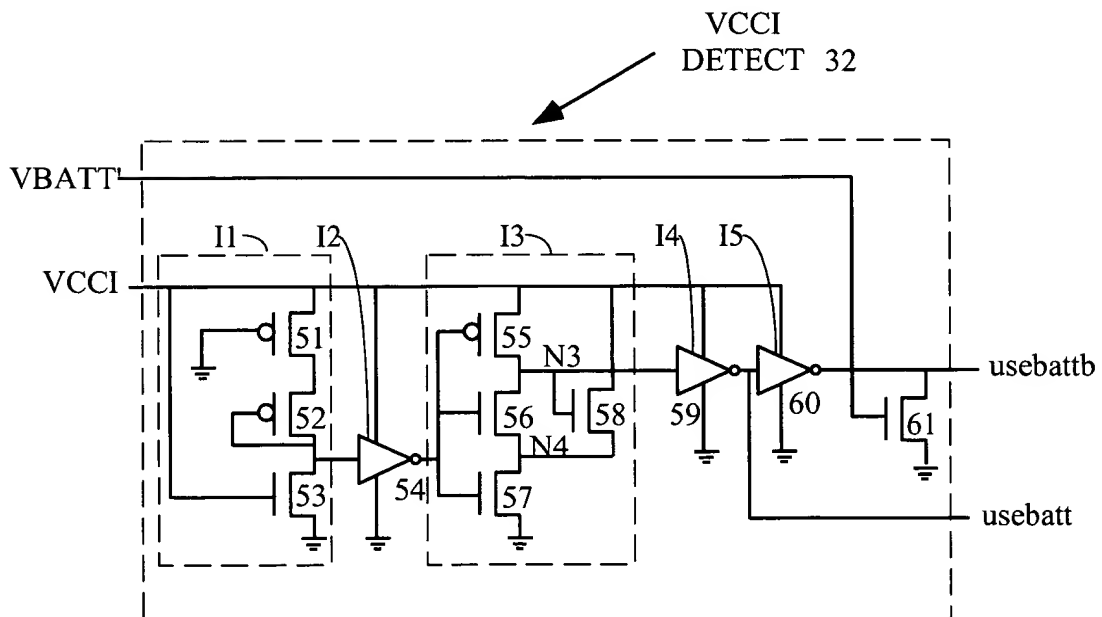 VCCI
DETECT 32
VBATT'
I1
I2
I3
I4
I5
VCCI
51
55
N3
usebattb
52
56
58
59
60
61
N4
53
54
57
usebatt